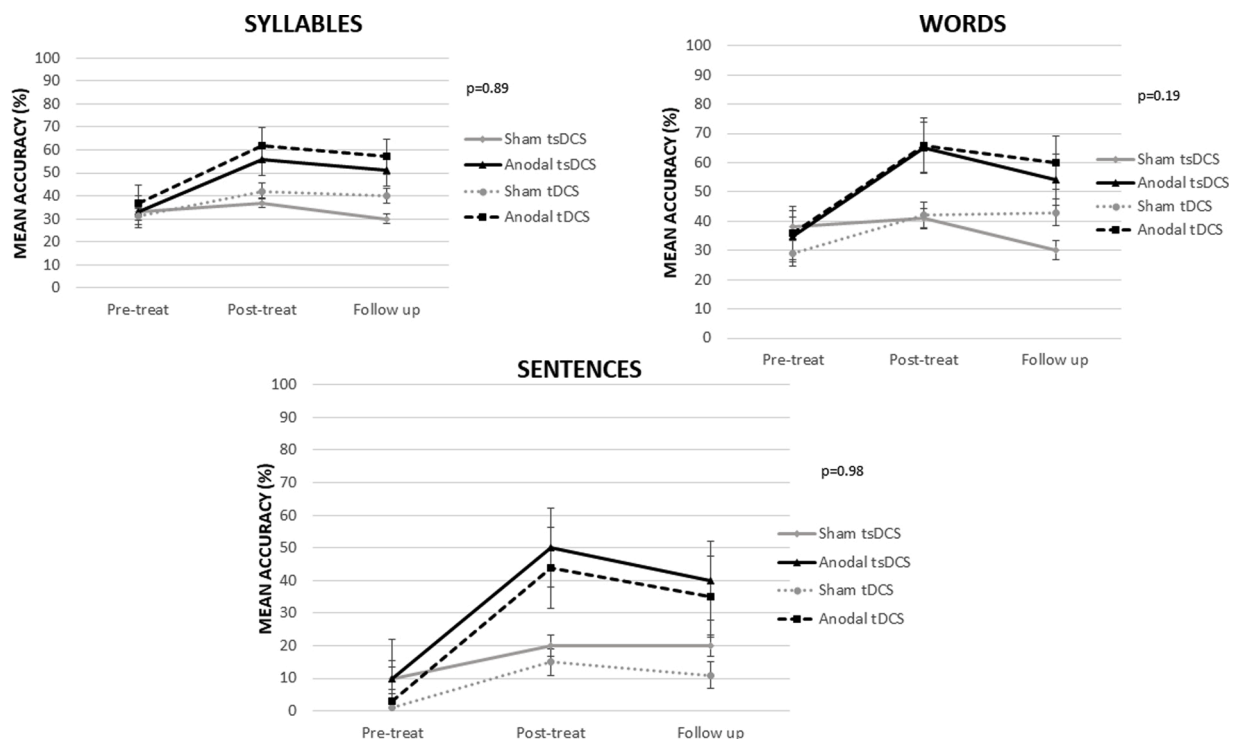 SYLLABLES
MEAN ACCURACY (%)
100
90
80
70
60
50
40
30
20
10
0
Pre-treat Post-treat Follow up
p=0.89
Sham tsDCS
Anodal tsDCS
Sham tDCS
Anodal tDCS
WORDS
MEAN ACCURACY (%)
100
90
80
70
60
50
40
30
20
10
0
Pre-treat Post-treat Follow up
p=0.19
Sham tsDCS
Anodal tsDCS
Sham tDCS
Anodal tDCS
SENTENCES
MEAN ACCURACY (%)
100
90
80
70
60
50
40
30
20
10
0
Pre-treat Post-treat Follow up
p=0.98
Sham tsDCS
Anodal tsDCS
Sham tDCS
Anodal tDCS